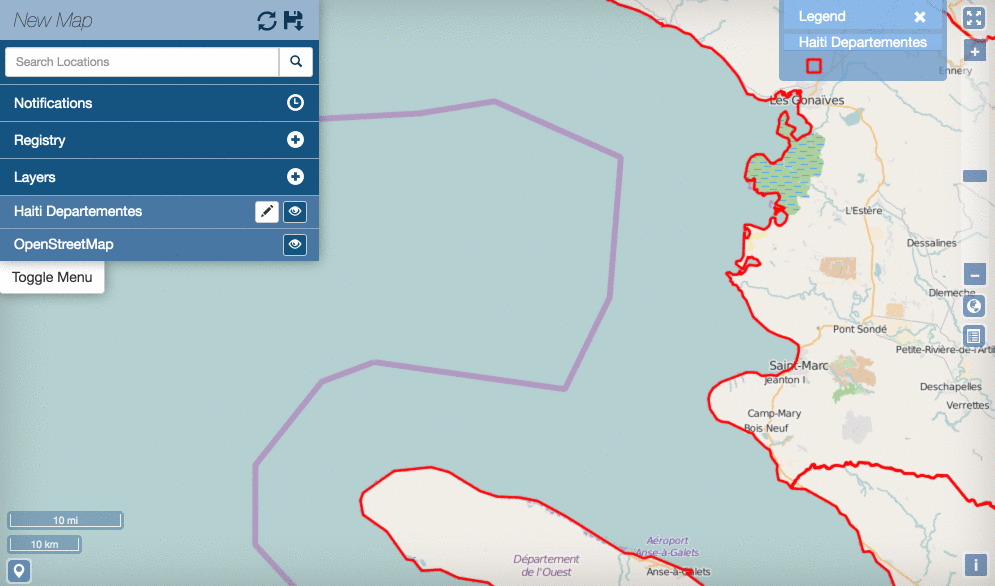 New Map
Search Locations
Notifications
Registry
Layers
Haiti Departementes
OpenStreetMap
Toggle Menu
Legend
Haiti Departementes
Ennery
Les Gonaïves
L'Estère
Dessalines
Dlemeche
Pont Sondé
Petite-Rivière-de-l'Artib
Saint-Marc
jeanton I
Deschapelles
Verrettes
Camp-Mary
Bois Neuf
10 mi
10 km
Aéroport
Anse-à-Galets
Département
de l'Ouest
Anse-à-Galets